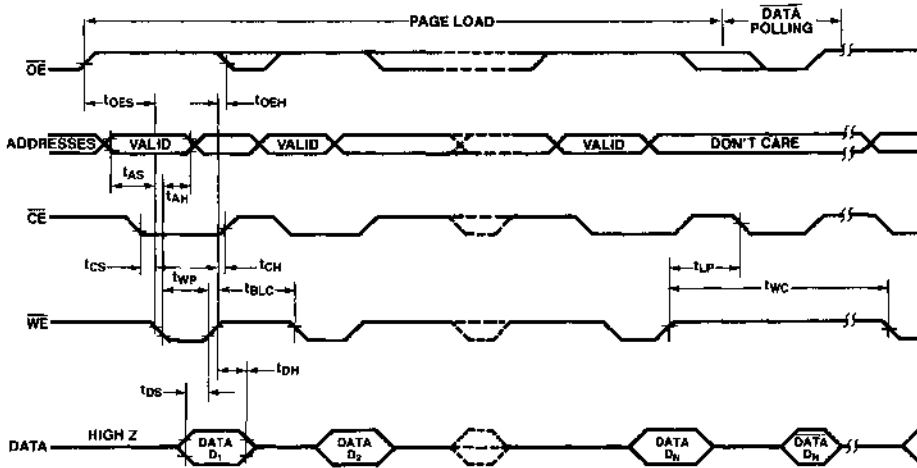 PAGE LOAD
DATA
POLLING
OE
tOES
tOEH
ADDRESSES
VALID
VALID
VALID
DON'T CARE
tAS
tAH
CE
tCS
tWP
tCH
tBLC
tLP
tWC
WE
tDS
tDH
DATA
HIGH Z
DATA
D1
DATA
D2
DATA
DN
DATA
DN